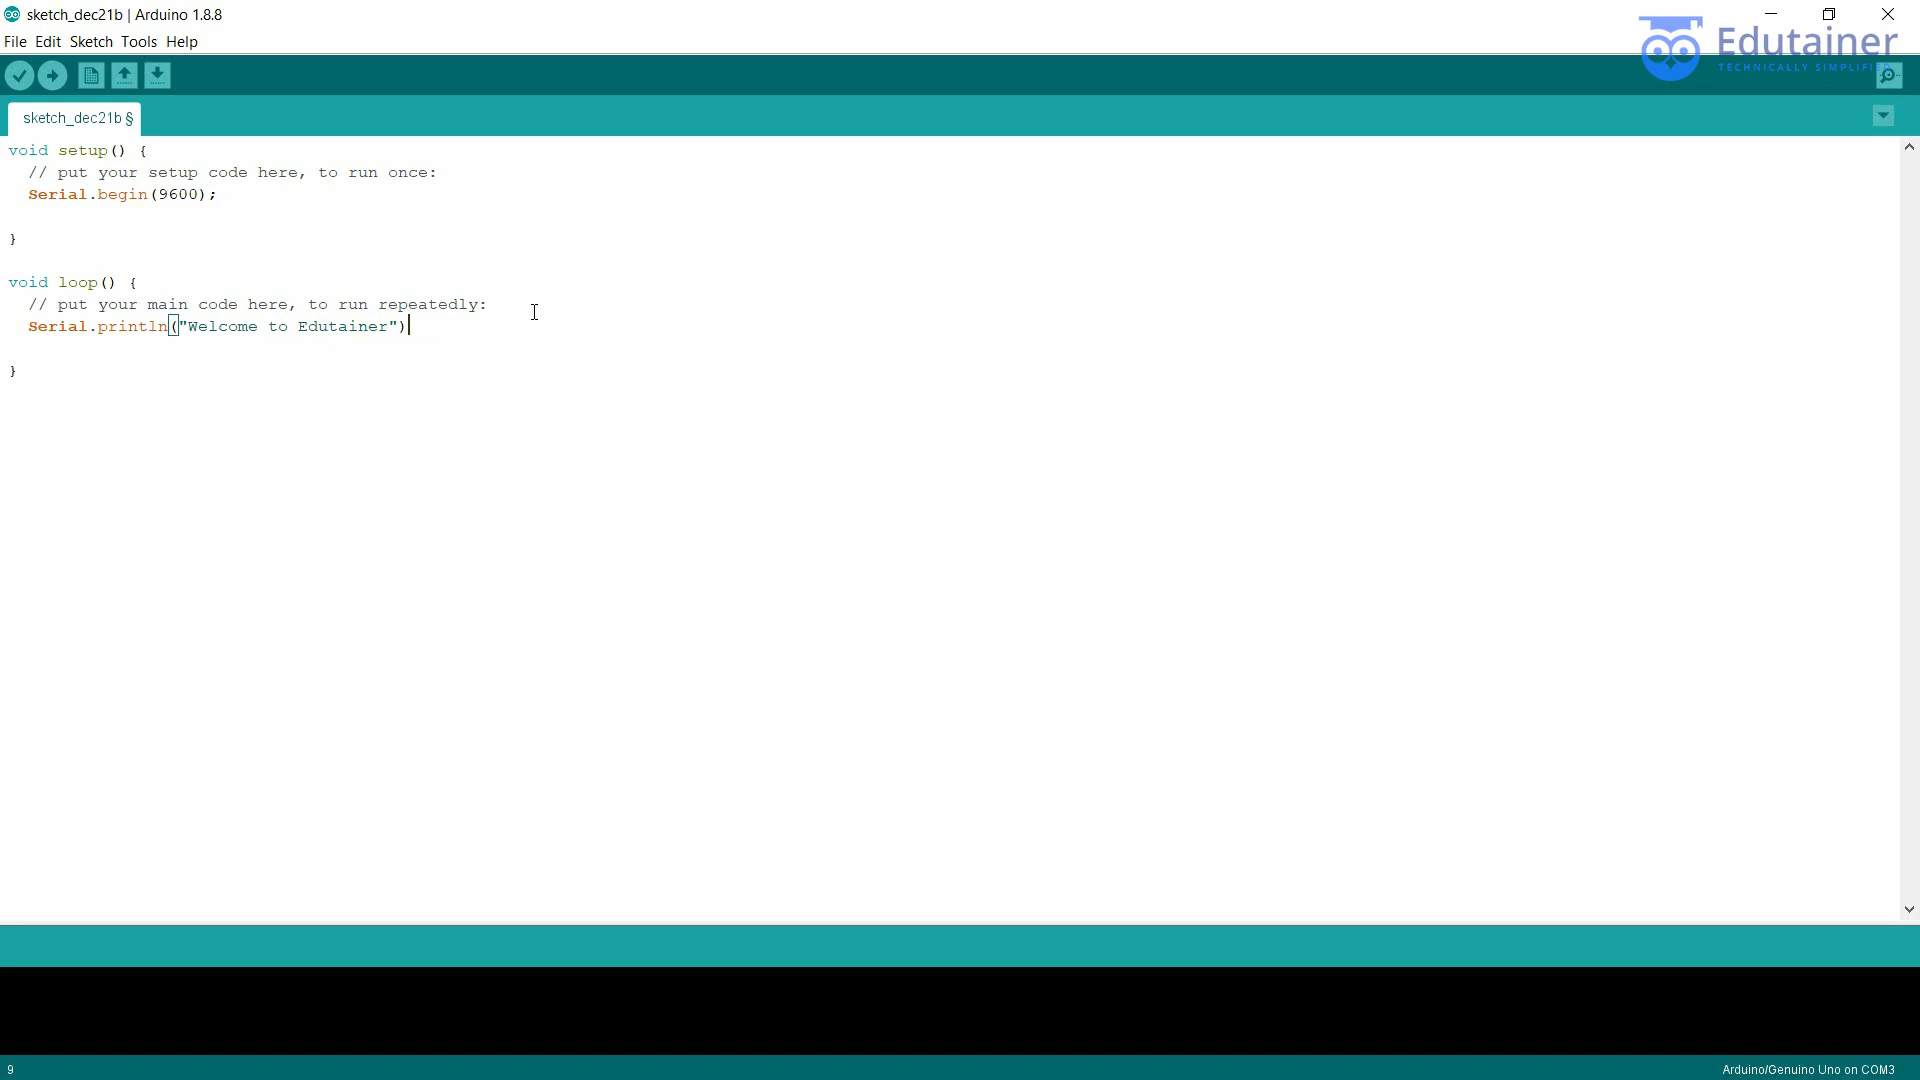 sketch_dec21b | Arduino 1.8.8
File Edit Sketch Tools Help
Edutainer
TECHNICALLY
sketch_dec21b §
void setup() {
  // put your setup code here, to run once:
  Serial.begin(9600);
}
void loop() {
  // put your main code here, to run repeatedly:
  Serial.println("Welcome to Edutainer")
}
9
Arduino/Genuino Uno on COM3